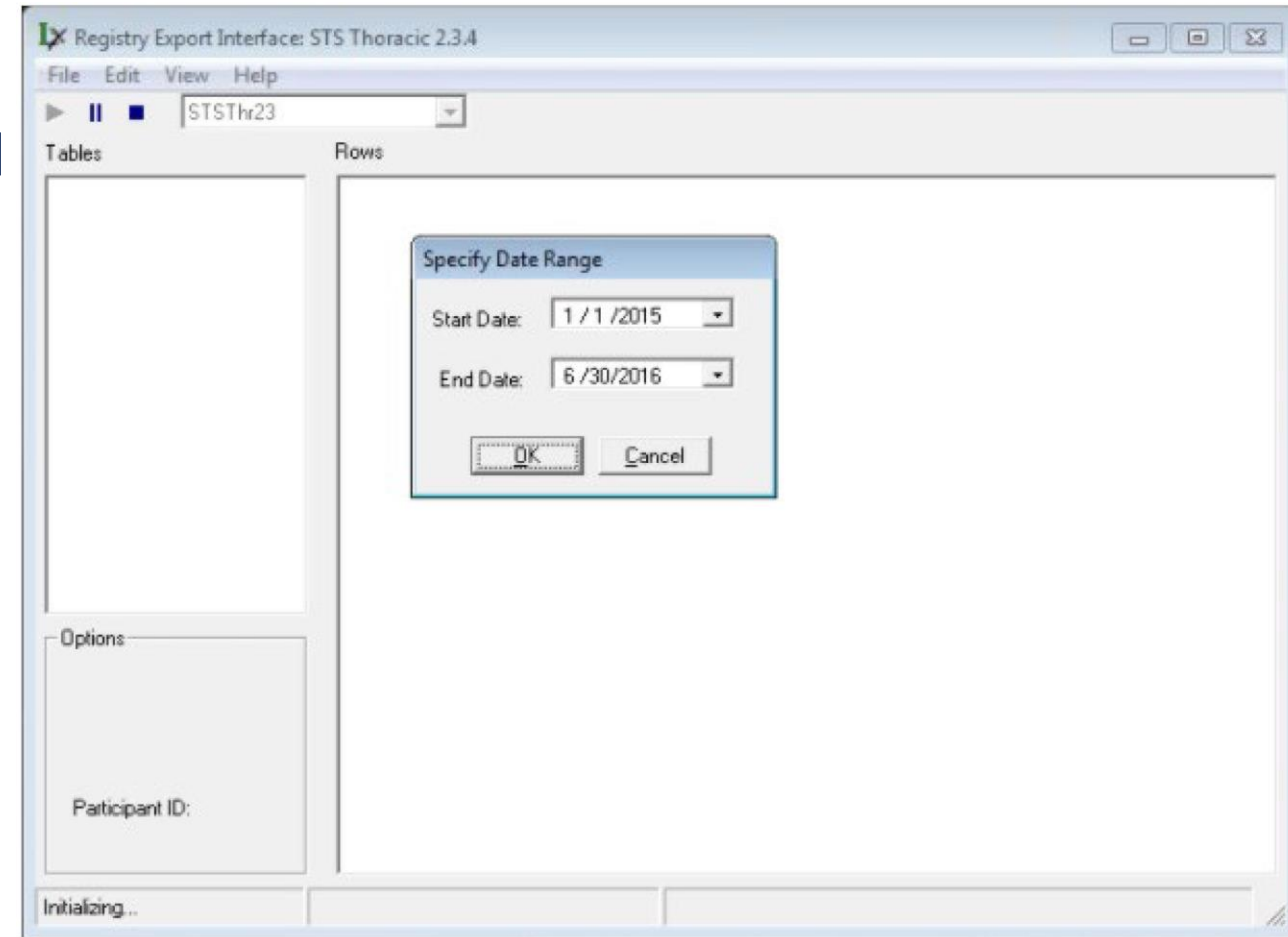 Registry Export Interface: STS Thoracic 2.3.4
File Edit View Help
STSThr23
Tables Rows
Specify Date Range
Start Date: 1 / 1 /2015
End Date: 6 /30/2016
OK Cancel
Options
Participant ID:
Initializing...